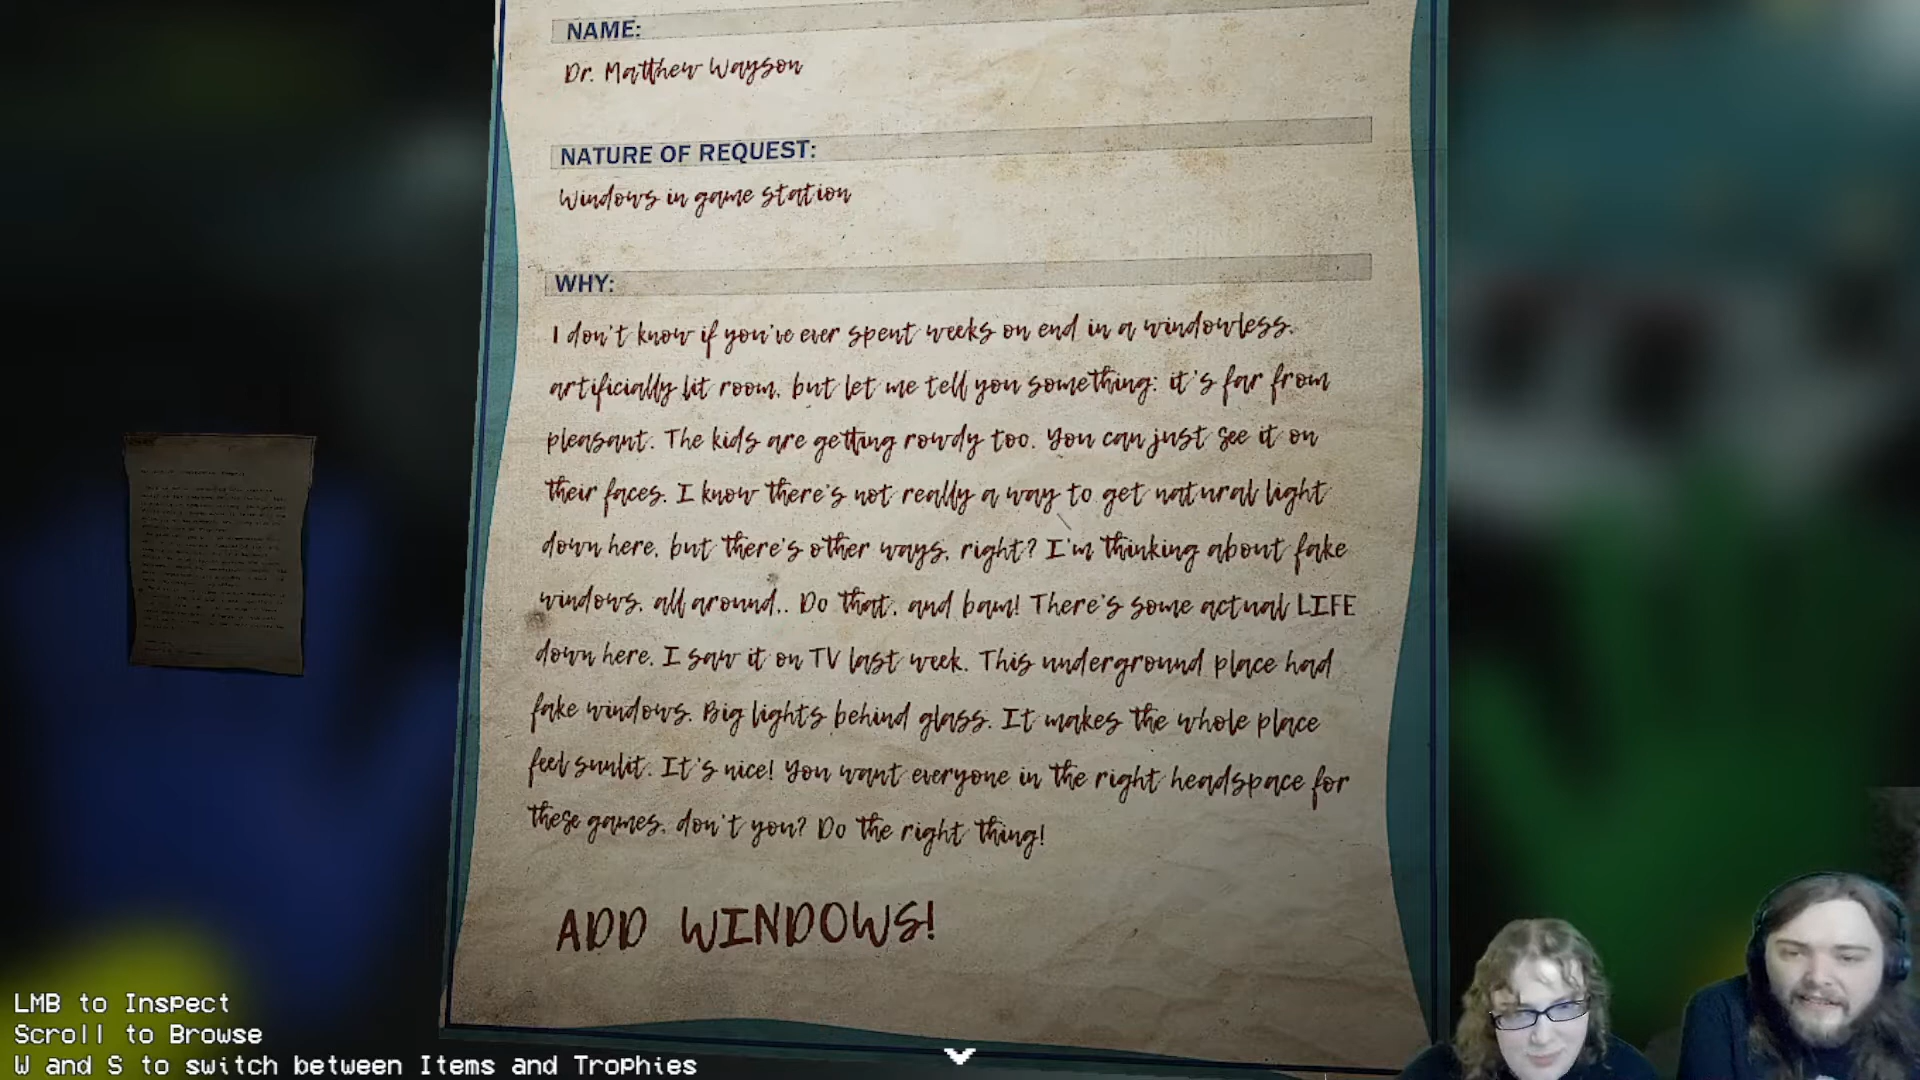 NAME:
Dr. Matthew Wayson
NATURE OF REQUEST:
Windows in game station
WHY:
I don't know if you've ever spent weeks on end in a windowless,
artificially lit room, but let me tell you something: it's far from
pleasant. The kids are getting rowdy too. You can just see it on
their faces. I know there's not really a way to get natural light
down here, but there's other ways, right? I'm thinking about fake
windows, all around,. Do that, and bam! There's some actual LIFE
down here. I saw it on TV last week. This underground place had
fake windows. Big lights behind glass. It makes the whole place
feel sunlit. It's nice! You want everyone in the right headspace for
these games, don't you? Do the right thing!
ADD WINDOWS!
LMB to Inspect
Scroll to Browse
W and S to switch between Items and Trophies